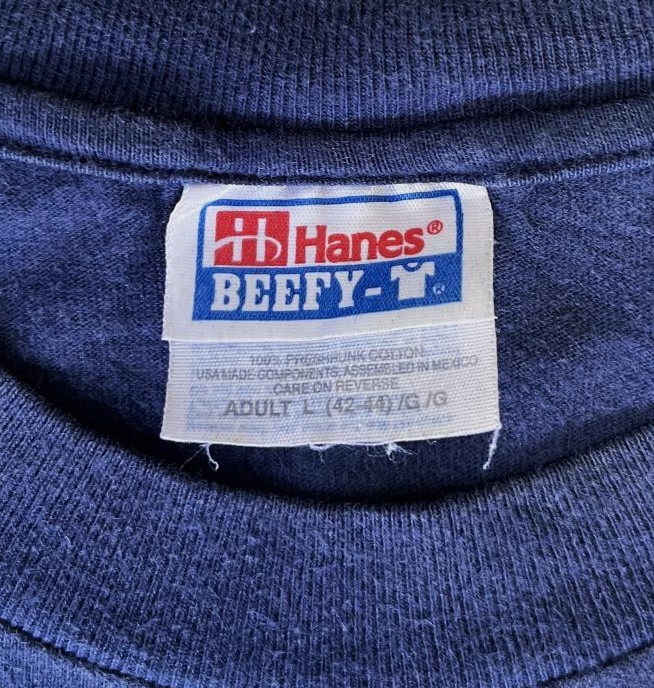 Hanes®
BEEFY-T®
100% PRESHRUNK COTTON
USA MADE COMPONENTS, ASSEMBLED IN MEXICO
CARE ON REVERSE
ADULT L (42-44) /G /G